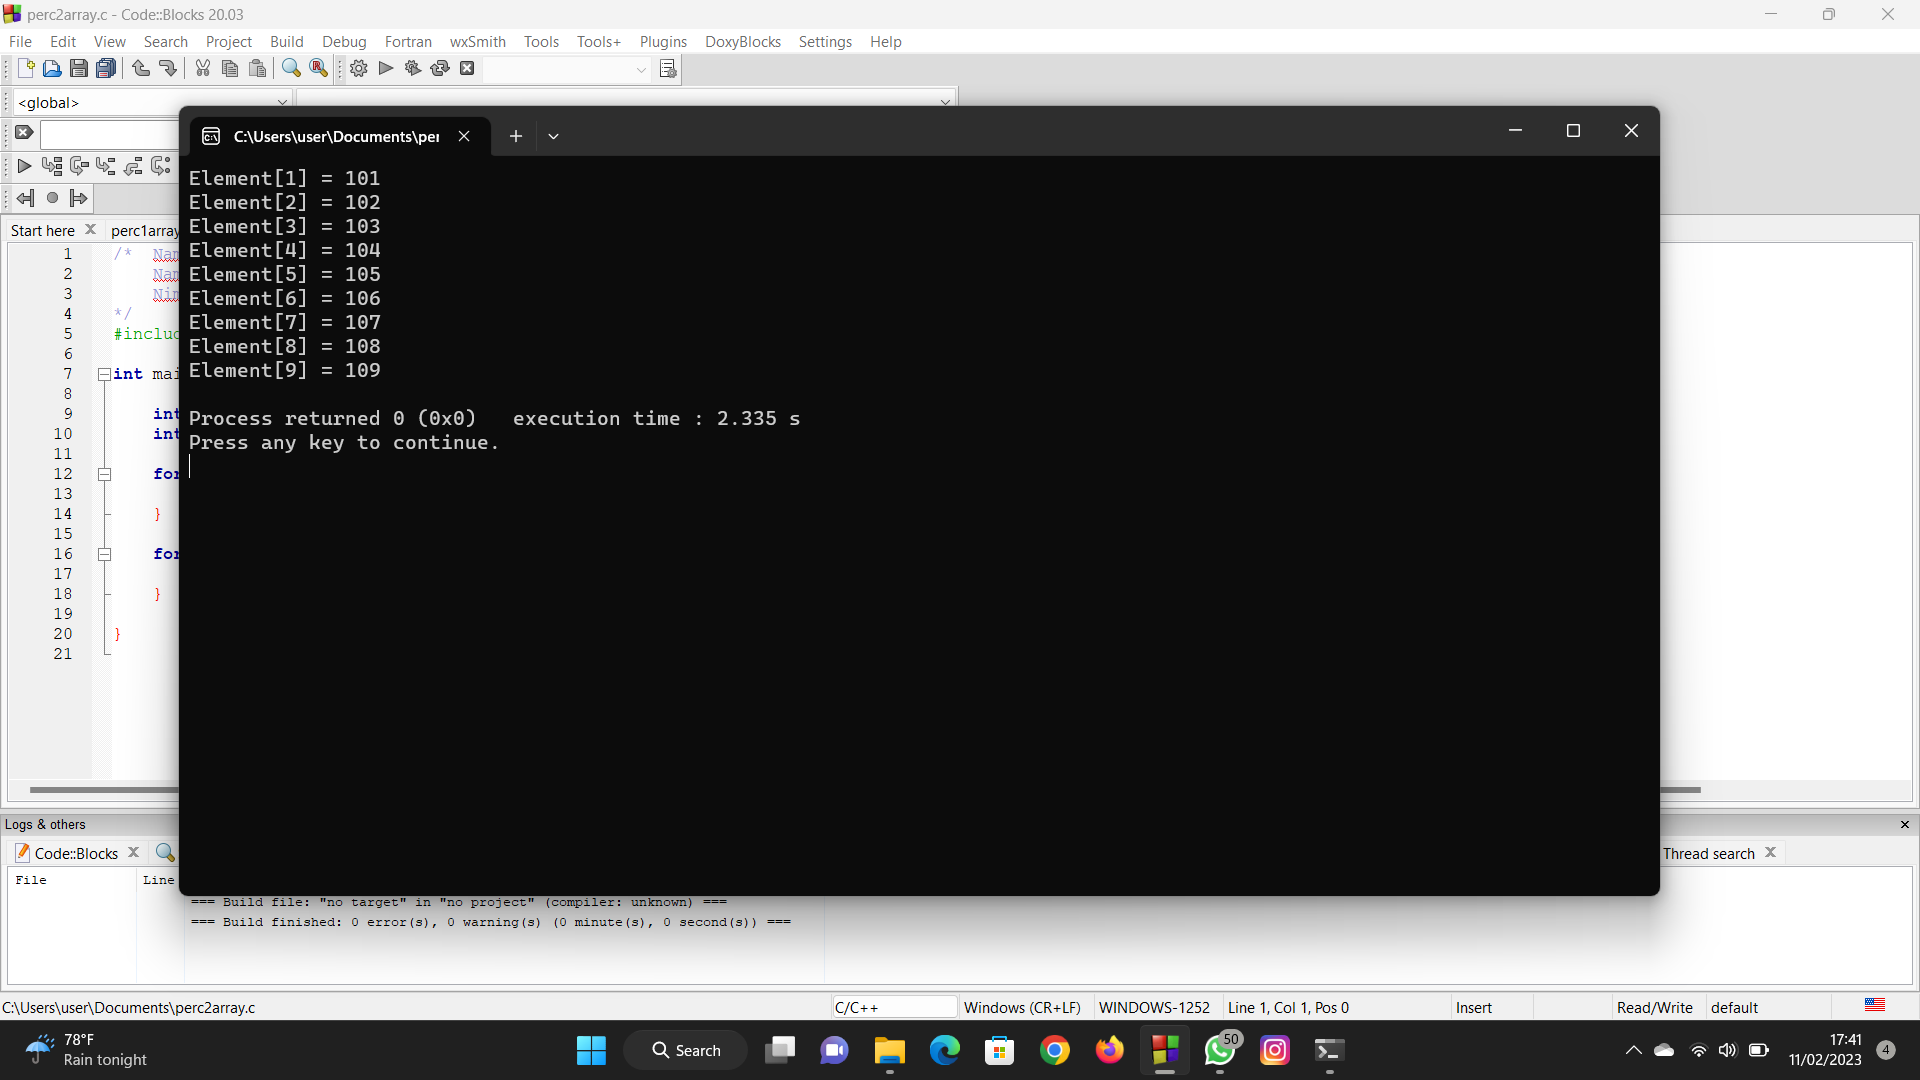 perc2array.c - Code::Blocks 20.03
File Edit View Search Project Build Debug Fortran wxSmith Tools Tools+ Plugins DoxyBlocks Settings Help
<global>
C:\Users\user\Documents\per
Element[1] = 101
Element[2] = 102
Element[3] = 103
Element[4] = 104
Element[5] = 105
Element[6] = 106
Element[7] = 107
Element[8] = 108
Element[9] = 109
Process returned 0 (0x0)   execution time : 2.335 s
Press any key to continue.
Start here perc1array
1 /*
2
3
4 */
5 #includ
6
7 int mai
8
9 int
10 int
11
12 for
13
14 }
15
16 for
17
18 }
19
20 }
21
Logs & others
Code::Blocks Thread search
File Line
=== Build file: "no target" in "no project" (compiler: unknown) ===
=== Build finished: 0 error(s), 0 warning(s) (0 minute(s), 0 second(s)) ===
C:\Users\user\Documents\perc2array.c C/C++ Windows (CR+LF) WINDOWS-1252 Line 1, Col 1, Pos 0 Insert Read/Write default
78°F
Rain tonight
Search
50
17:41
11/02/2023
4